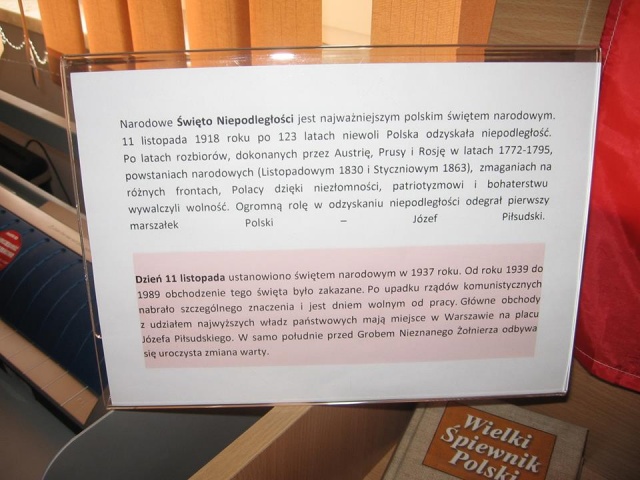 Narodowe Święto Niepodległości jest najważniejszym polskim świętem narodowym.
11 listopada 1918 roku po 123 latach niewoli Polska odzyskała niepodległość.
Po latach rozbiorów, dokonanych przez Austrię, Prusy i Rosję w latach 1772-1795,
powstaniach narodowych (Listopadowym 1830 i Styczniowym 1863), zmaganiach na
różnych frontach, Polacy dzięki niezłomności, patriotyzmowi i bohaterstwu
wywalczyli wolność. Ogromną rolę w odzyskaniu niepodległości odegrał pierwszy
marszałek Polski – Józef Piłsudski.
Dzień 11 listopada ustanowiono świętem narodowym w 1937 roku. Od roku 1939 do
1989 obchodzenie tego święta było zakazane. Po upadku rządów komunistycznych
nabrało szczególnego znaczenia i jest dniem wolnym od pracy. Główne obchody
z udziałem najwyższych władz państwowych mają miejsce w Warszawie na placu
Józefa Piłsudskiego. W samo południe przed Grobem Nieznanego Żołnierza odbywa
się uroczysta zmiana warty.
Wielki
Śpiewnik
Polski